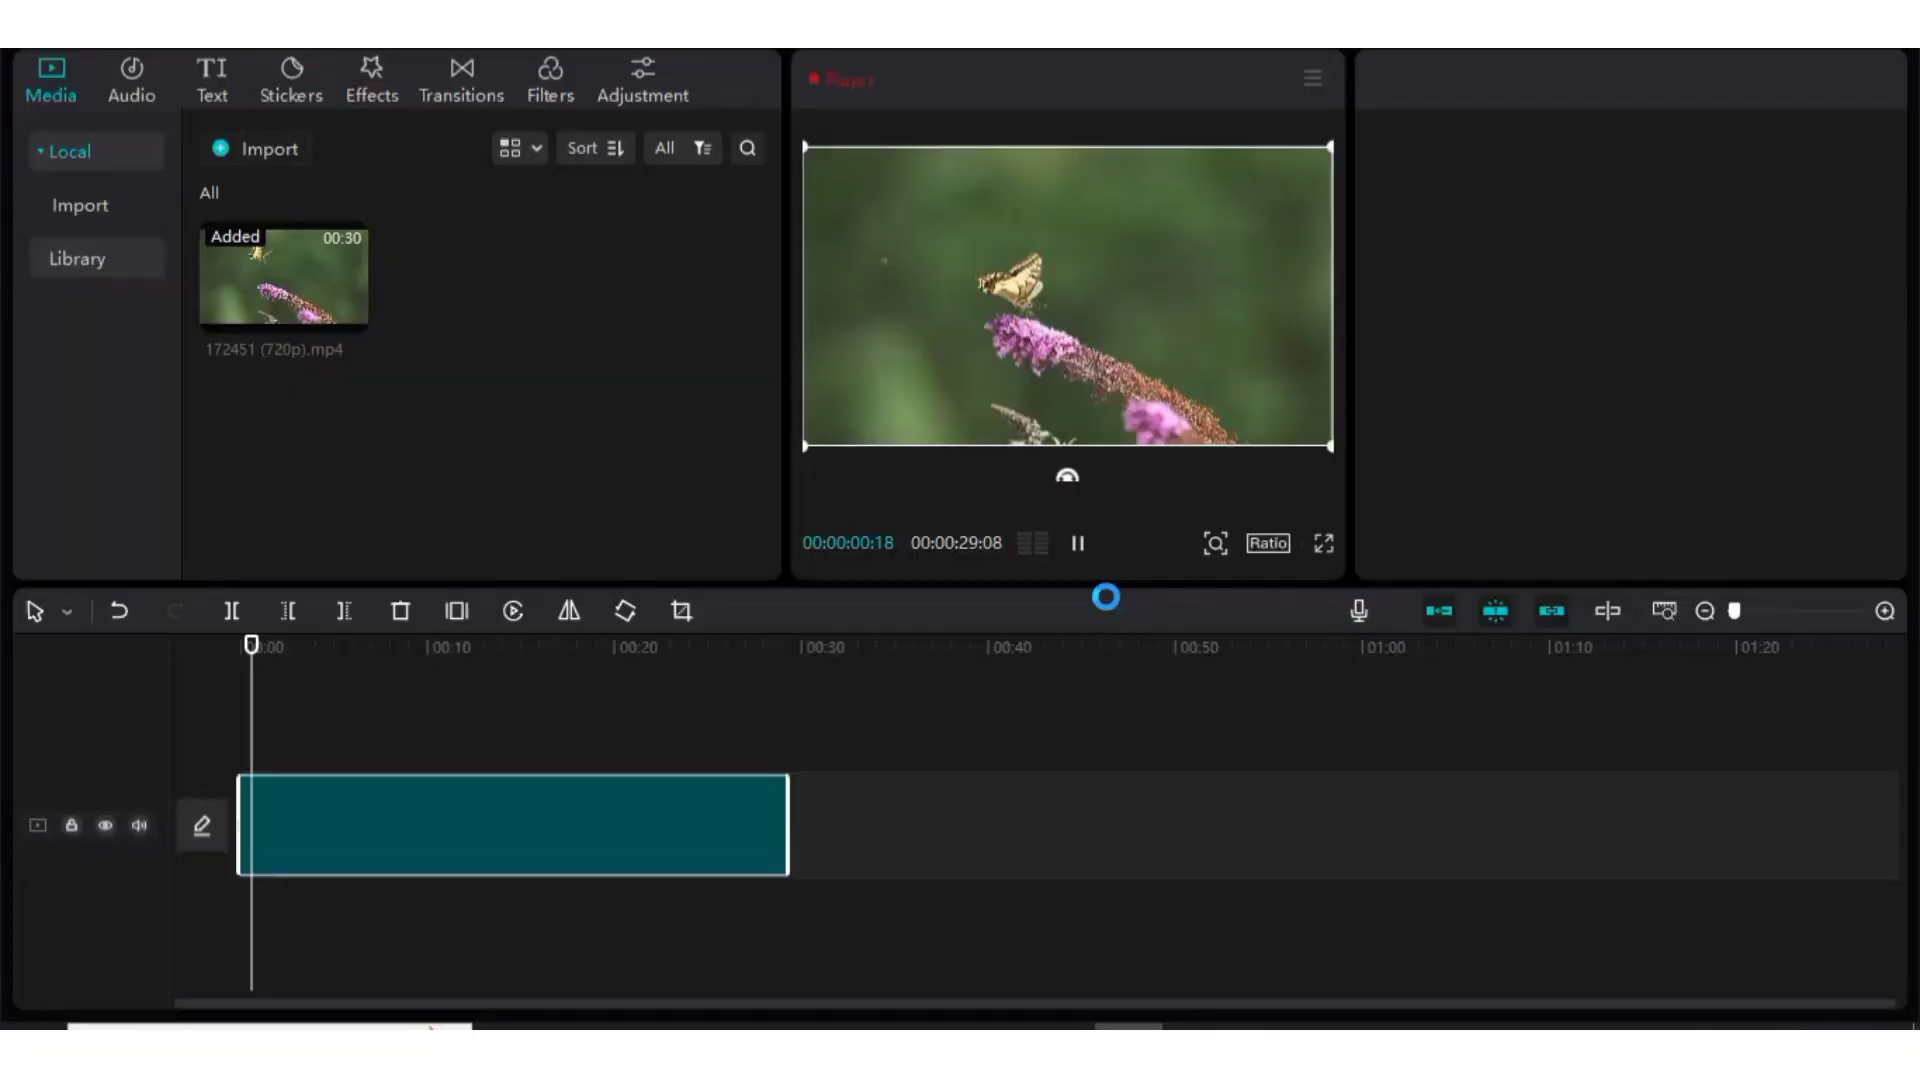 Media Audio Text Stickers Effects Transitions Filters Adjustment
Player
Local
Import
Sort
All
Import
All
Library
Added 00:30
172451 (720p).mp4
00:00:00:18 00:00:29:08
Ratio
00:10 00:20 00:30 00:40 00:50 01:00 01:10 01:20